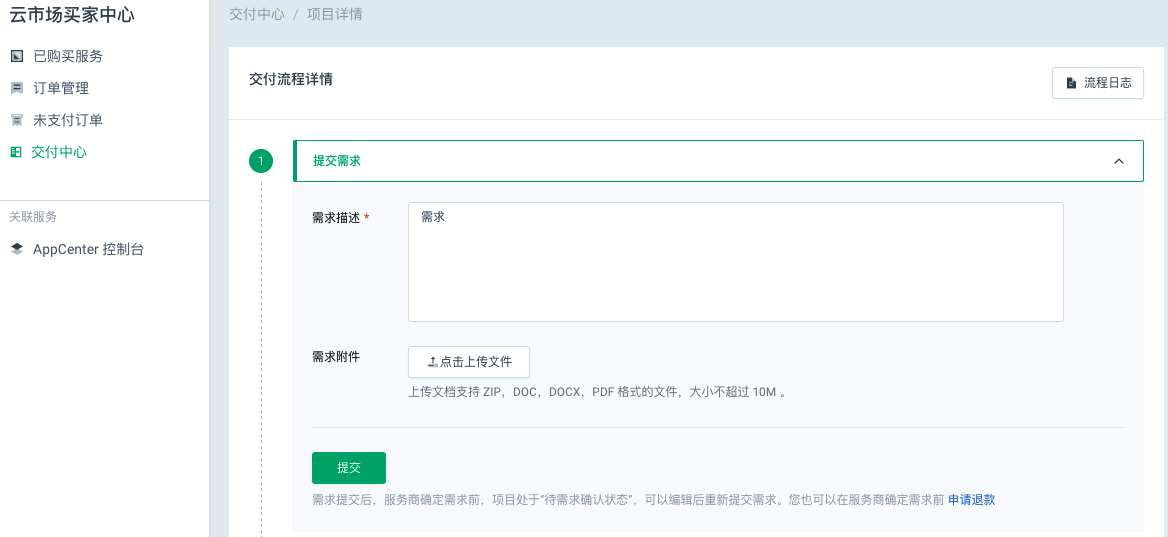 云市场买家中心
已购买服务
订单管理
未支付订单
交付中心
关联服务
AppCenter 控制台
交付中心 / 项目详情
交付流程详情
流程日志
1
提交需求
需求描述 *
需求
需求附件
点击上传文件
上传文档支持 ZIP，DOC，DOCX，PDF 格式的文件，大小不超过 10M 。
提交
需求提交后，服务商确定需求前，项目处于“待需求确认状态”，可以编辑后重新提交需求。您也可以在服务商确定需求前 申请退款